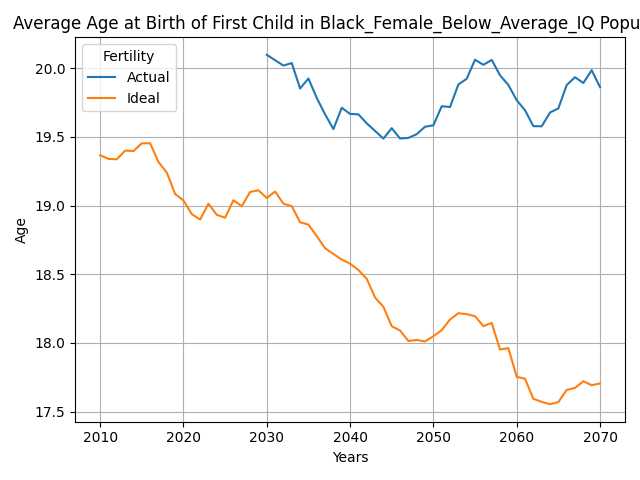 Average Age at Birth of First Child in Black_Female_Below_Average_IQ Popu
Fertility
Actual
Ideal
Age
20.0
19.5
19.0
18.5
18.0
17.5
2010 2020 2030 2040 2050 2060 2070
Years